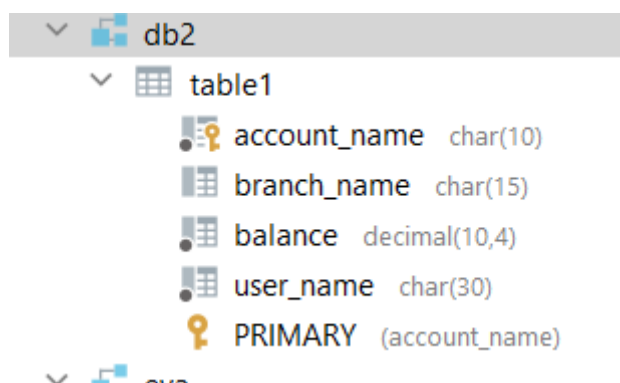 db2
table1
account_name char(10)
branch_name char(15)
balance decimal(10,4)
user_name char(30)
PRIMARY (account_name)